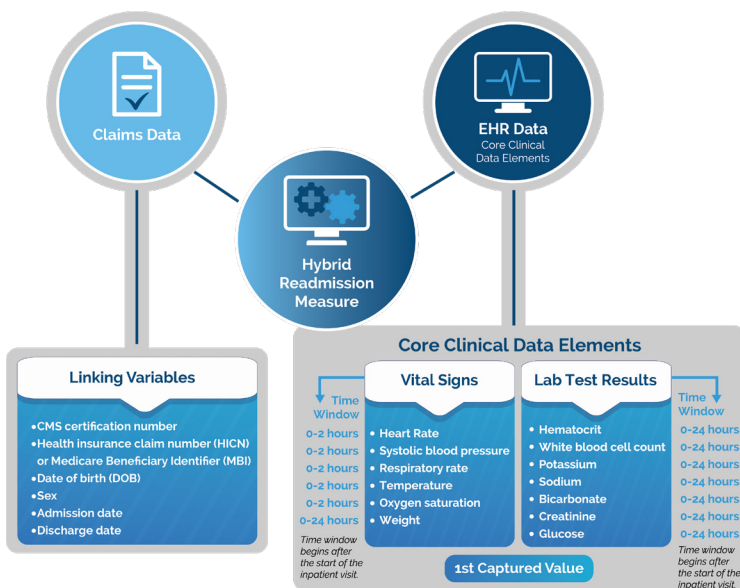 Claims Data
EHR Data
Core Clinical
Data Elements
Hybrid
Readmission
Measure
Linking Variables
•CMS certification number
•Health insurance claim number (HICN)
or Medicare Beneficiary Identifier (MBI)
•Date of birth (DOB)
•Sex
•Admission date
•Discharge date
Core Clinical Data Elements
Time
Window
0-2 hours
0-2 hours
0-2 hours
0-2 hours
0-2 hours
0-24 hours
Time window
begins after
the start of the
inpatient visit.
Vital Signs
• Heart Rate
• Systolic blood pressure
• Respiratory rate
• Temperature
• Oxygen saturation
• Weight
Lab Test Results
• Hematocrit
• White blood cell count
• Potassium
• Sodium
• Bicarbonate
• Creatinine
• Glucose
Time
Window
0-24 hours
0-24 hours
0-24 hours
0-24 hours
0-24 hours
0-24 hours
0-24 hours
Time window
begins after
the start of the
inpatient visit.
1st Captured Value